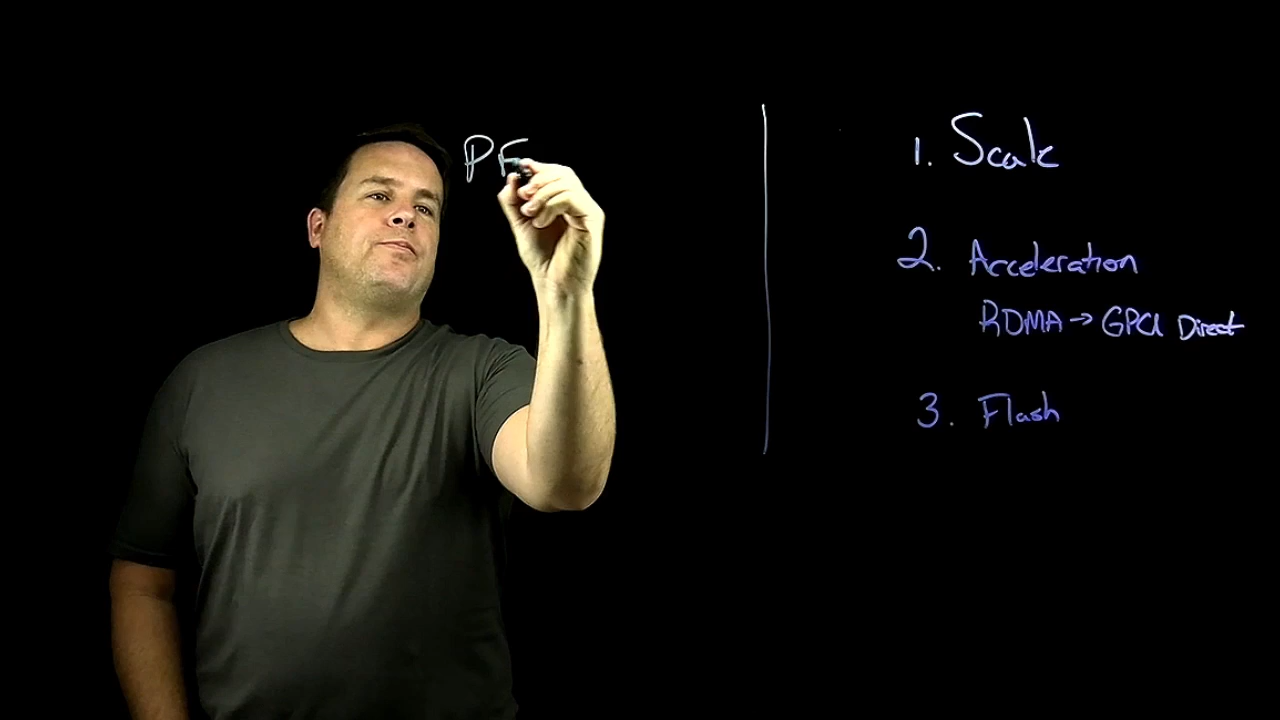 PF
1. Scale
2. Acceleration
RDMA → GPU Direct
3. Flash